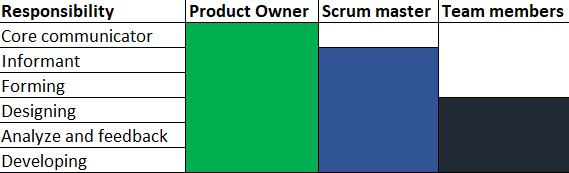 Responsibility Product Owner Scrum master Team members
Core communicator
Informant
Forming
Designing
Analyze and feedback
Developing